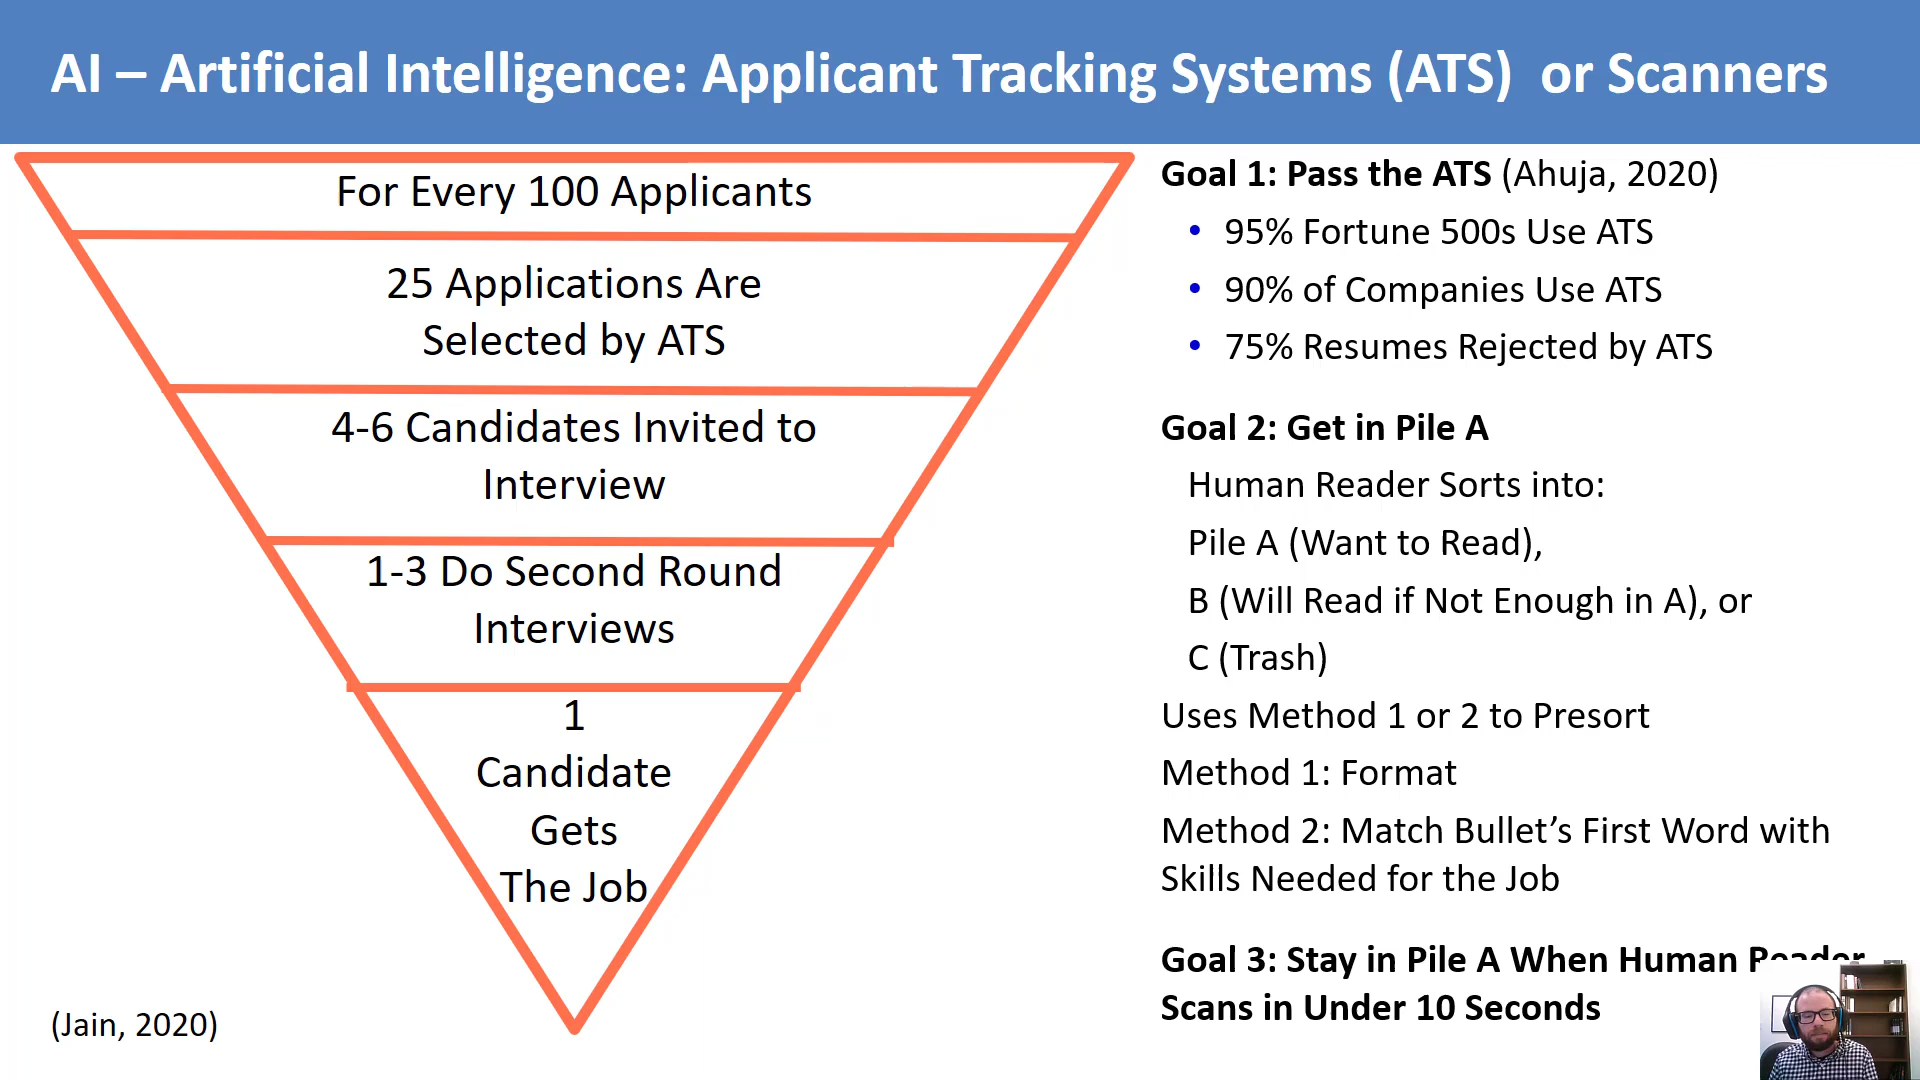 AI – Artificial Intelligence: Applicant Tracking Systems (ATS) or Scanners
For Every 100 Applicants
25 Applications Are
Selected by ATS
4-6 Candidates Invited to
Interview
1-3 Do Second Round
Interviews
1
Candidate
Gets
The Job
(Jain, 2020)
Goal 1: Pass the ATS (Ahuja, 2020)
• 95% Fortune 500s Use ATS
• 90% of Companies Use ATS
• 75% Resumes Rejected by ATS
Goal 2: Get in Pile A
Human Reader Sorts into:
Pile A (Want to Read),
B (Will Read if Not Enough in A), or
C (Trash)
Uses Method 1 or 2 to Presort
Method 1: Format
Method 2: Match Bullet’s First Word with
Skills Needed for the Job
Goal 3: Stay in Pile A When Human Reader
Scans in Under 10 Seconds